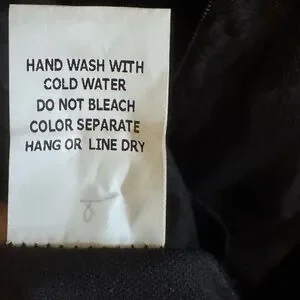 HAND WASH WITH
COLD WATER
DO NOT BLEACH
COLOR SEPARATE
HANG OR LINE DRY